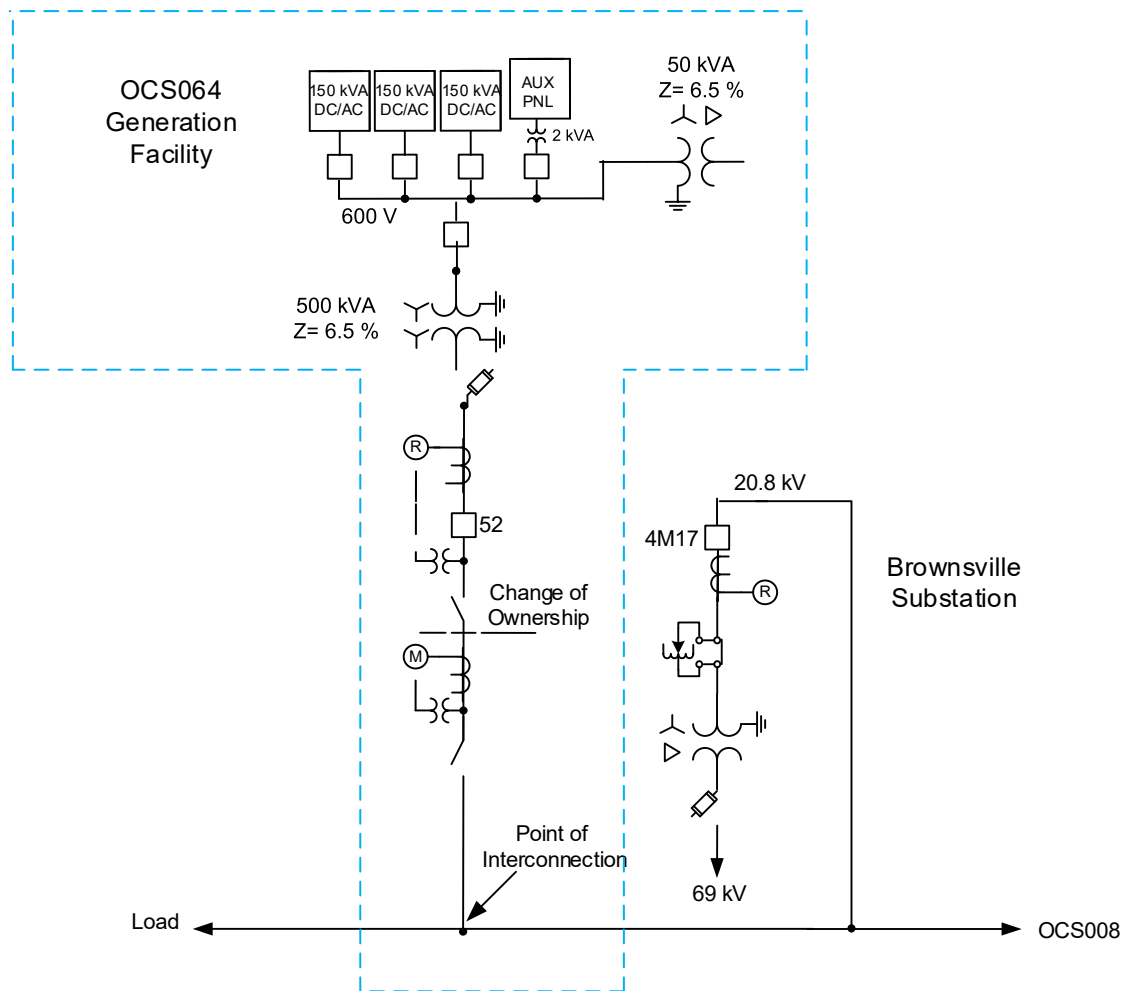 OCS064
Generation
Facility
150 kVA
DC/AC
150 kVA
DC/AC
150 kVA
DC/AC
AUX
PNL
2 kVA
50 kVA
Z= 6.5 %
600 V
500 kVA
Z= 6.5 %
R
52
Change of
Ownership
M
20.8 kV
4M17
R
Brownsville
Substation
69 kV
Point of
Interconnection
Load
OCS008